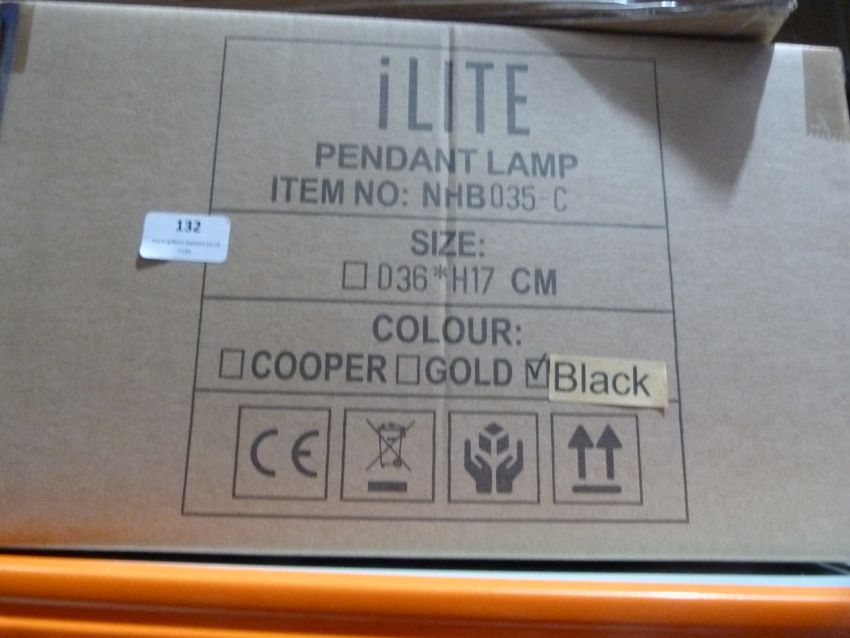 iLITE
PENDANT LAMP
ITEM NO: NHB035-C
132
SIZE:
☐ D36*H17 CM
COLOUR:
☐ COOPER ☐ GOLD ☑ Black
CE